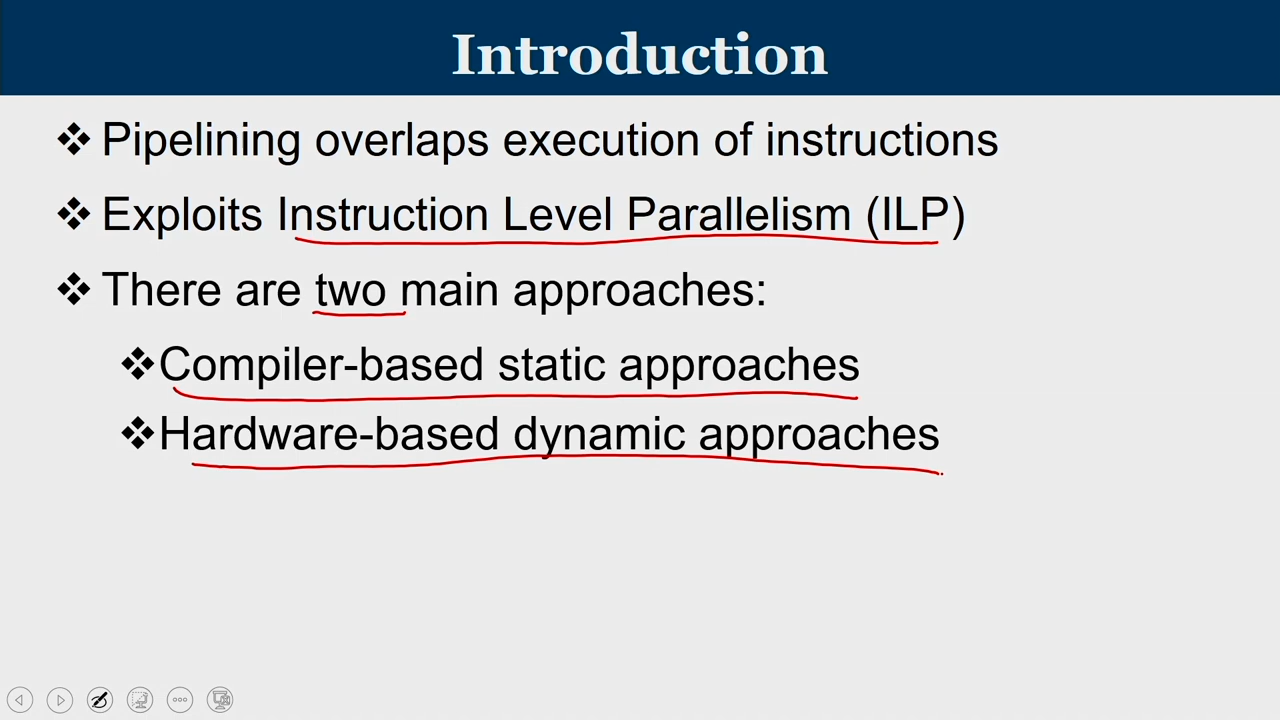 Introduction
Pipelining overlaps execution of instructions
Exploits Instruction Level Parallelism (ILP)
There are two main approaches:
Compiler-based static approaches
Hardware-based dynamic approaches